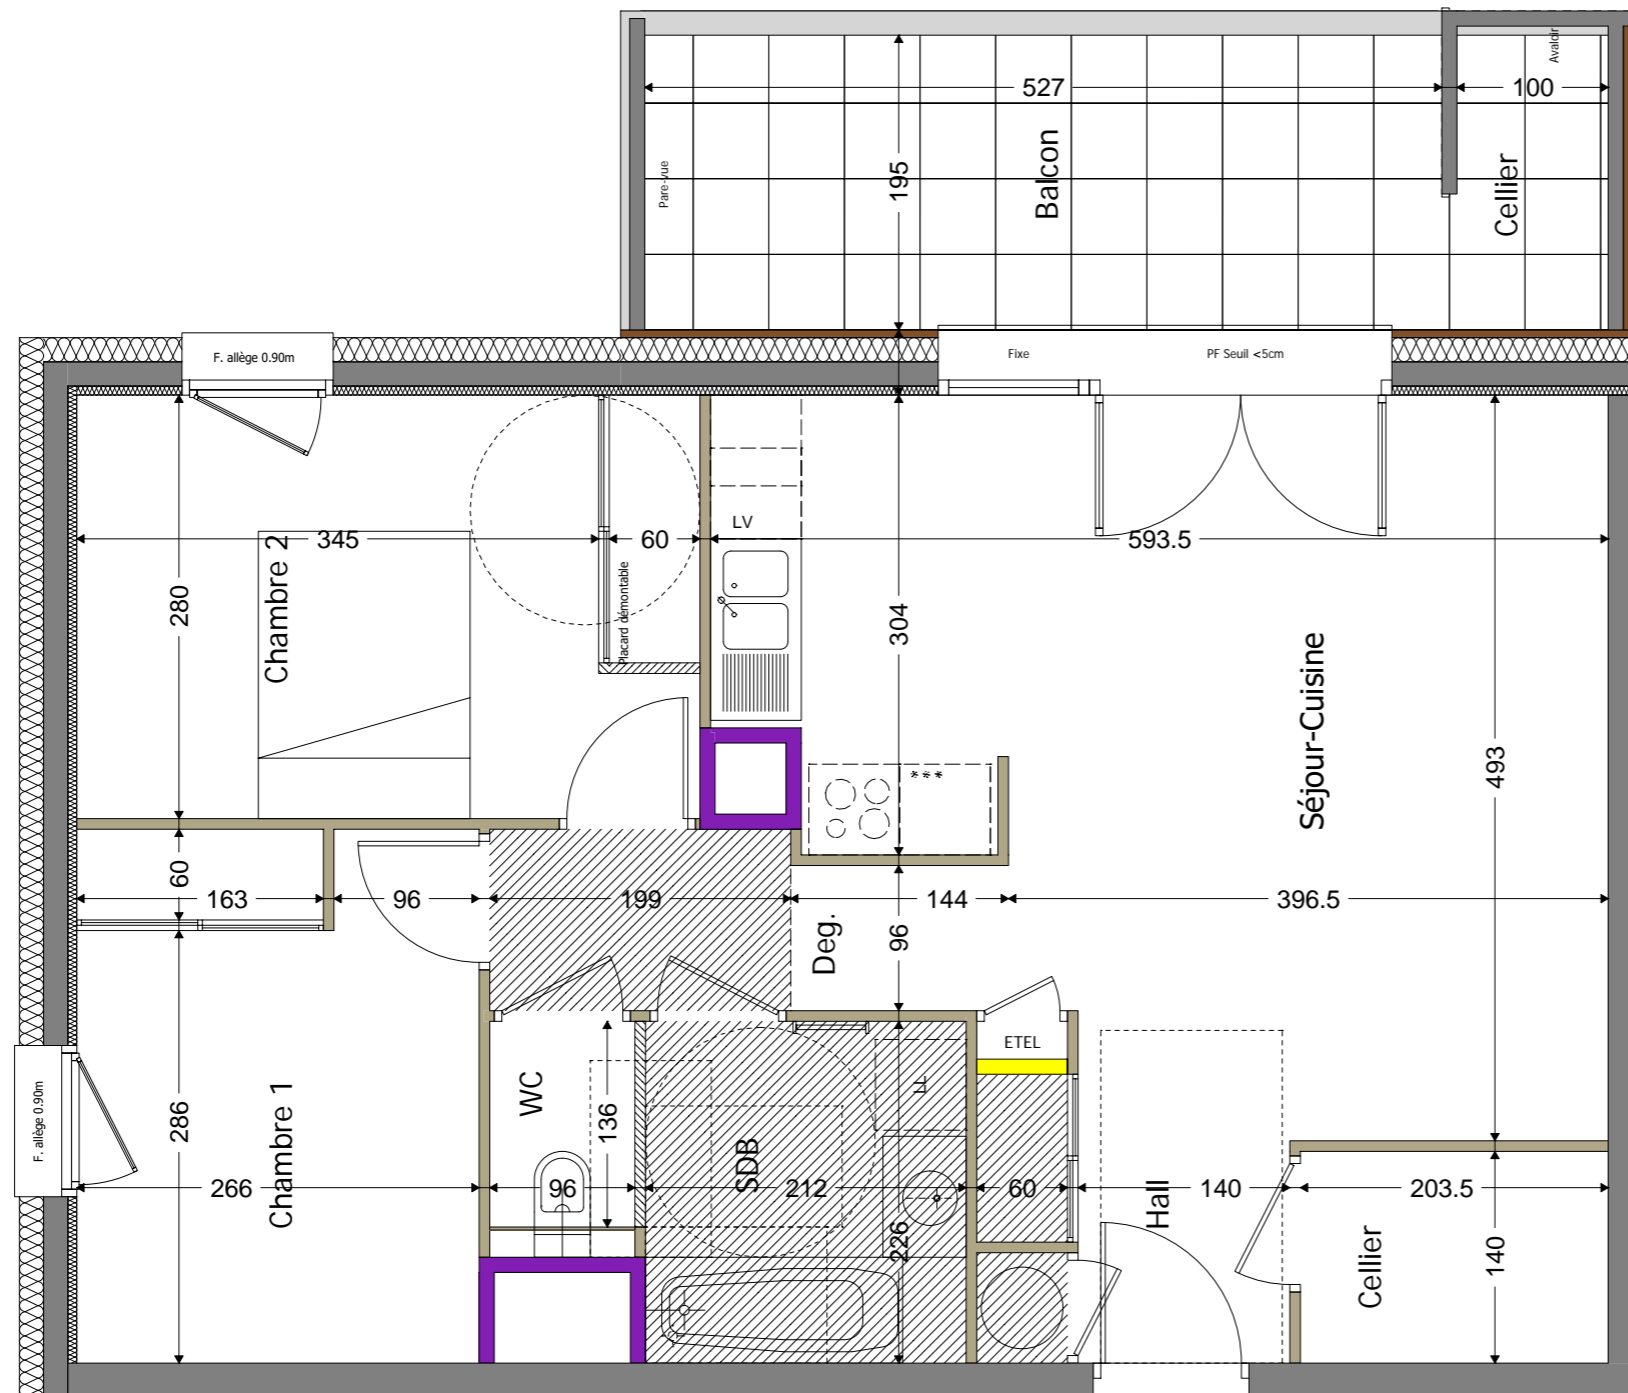 527
100
Avaloir
Pare-vue
195
Balcon
Cellier
F. allège 0.90m
Fixe
PF Seuil <5cm
LV
345
60
593.5
Chambre 2
Placard démontable
280
304
Séjour-Cuisine
493
***
60
163
96
199
144
396.5
Deg.
96
ETEL
F. allège 0.90m
286
Chambre 1
WC
136
LL
SDB
266
96
212
60
140
203.5
Hall
226
Cellier
140